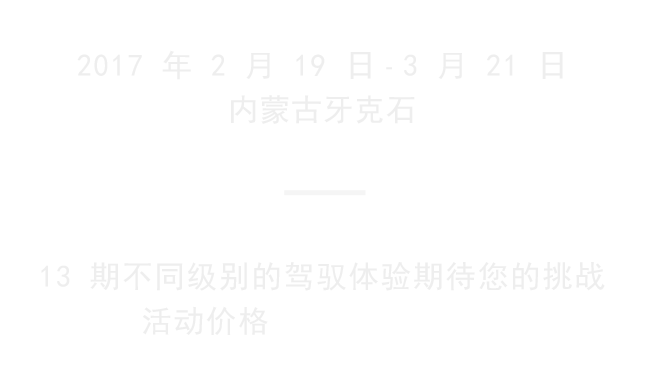 2017 年 2 月 19 日-3 月 21 日
内蒙古牙克石
13 期不同级别的驾驭体验期待您的挑战
活动价格